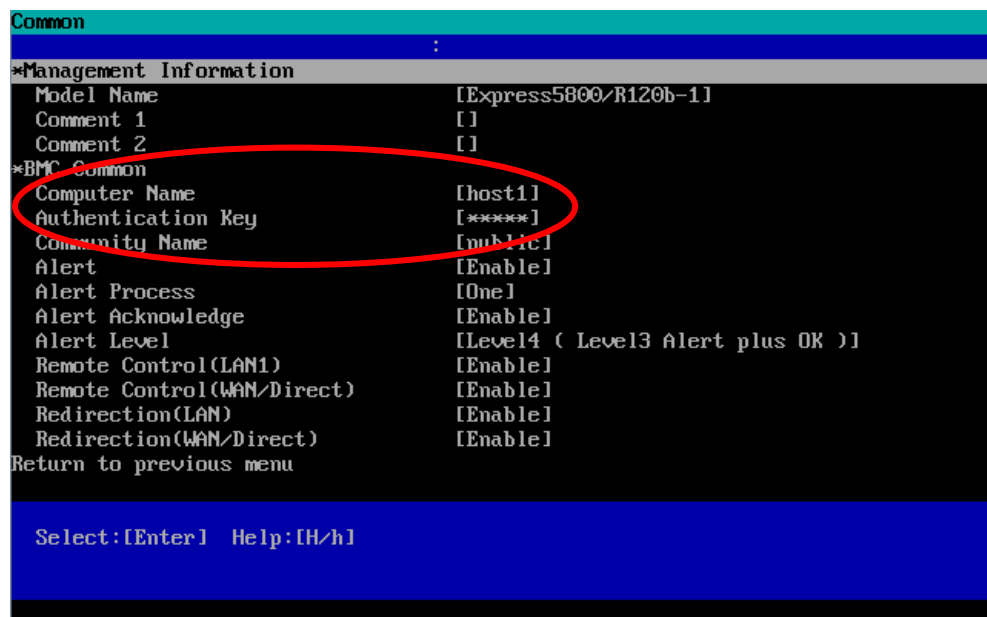 Common
:
*Management Information
Model Name [Express5800/R120b-1]
Comment 1 []
Comment 2 []
*BMC Common
Computer Name [host1]
Authentication Key [*****]
Community Name [public]
Alert [Enable]
Alert Process [One]
Alert Acknowledge [Enable]
Alert Level [Level4 ( Level3 Alert plus OK )]
Remote Control(LAN1) [Enable]
Remote Control(WAN/Direct) [Enable]
Redirection(LAN) [Enable]
Redirection(WAN/Direct) [Enable]
Return to previous menu
Select:[Enter] Help:[H/h]